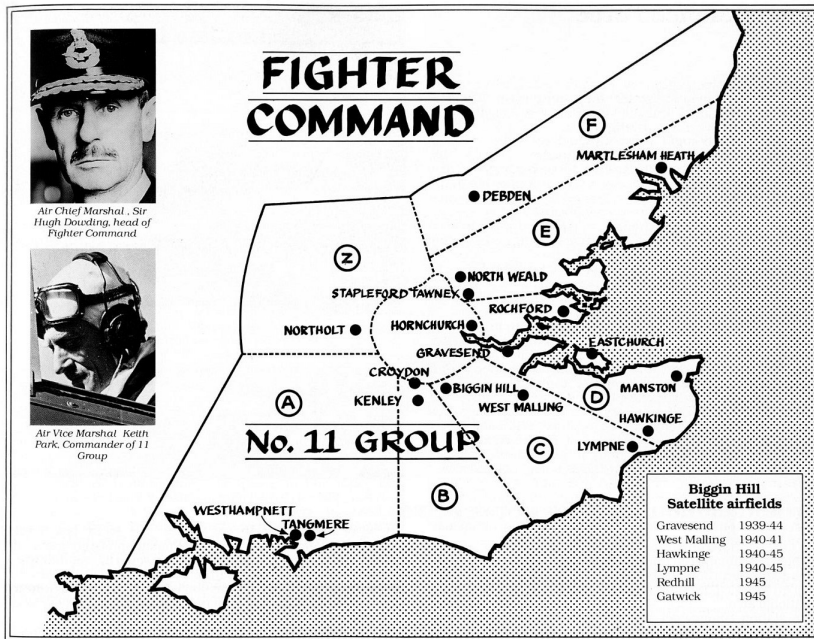 FIGHTER
COMMAND
Air Chief Marshal , Sir
Hugh Dowding, head of
Fighter Command
Air Vice Marshal Keith
Park, Commander of 11
Group
F
MARTLESHAM HEATH
DEBDEN
E
Z
NORTH WEALD
STAPLEFORD TAWNEY
ROCHFORD
NORTHOLT
HORNCHURCH
EASTCHURCH
GRAVESEND
CROYDON
MANSTON
A
BIGGIN HILL
D
KENLEY
WEST MALLING
HAWKINGE
No. 11 GROUP
C
LYMPNE
B
WESTHAMPNETT
TANGMERE
Biggin Hill
Satellite airfields
Gravesend 1939-44
West Malling 1940-41
Hawkinge 1940-45
Lympne 1940-45
Redhill 1945
Gatwick 1945